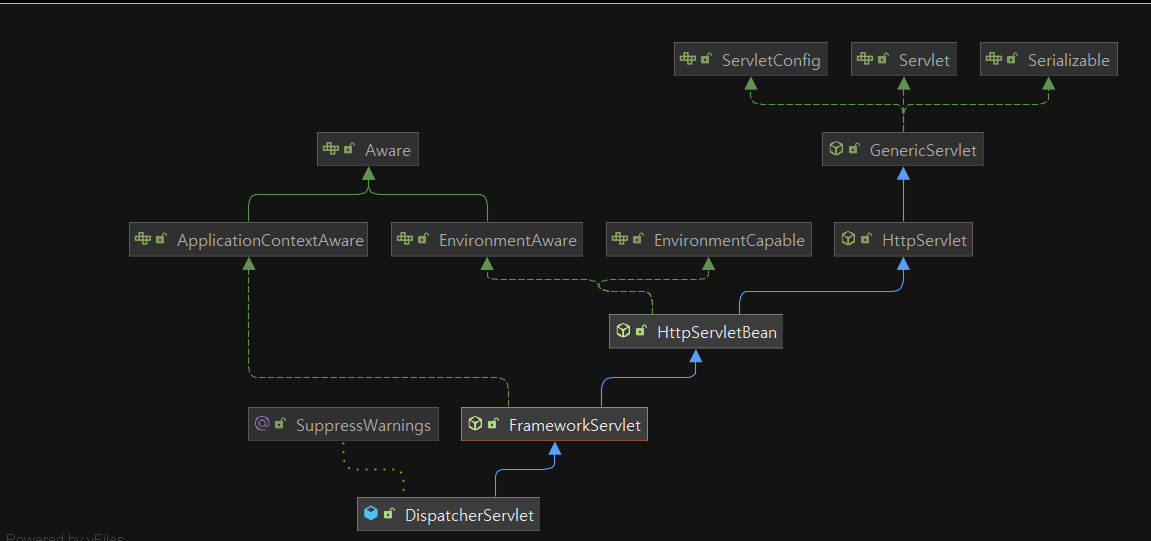 ServletConfig
Servlet
Serializable
Aware
GenericServlet
ApplicationContextAware
EnvironmentAware
EnvironmentCapable
HttpServlet
HttpServletBean
SuppressWarnings
FrameworkServlet
DispatcherServlet
Powered by yFiles